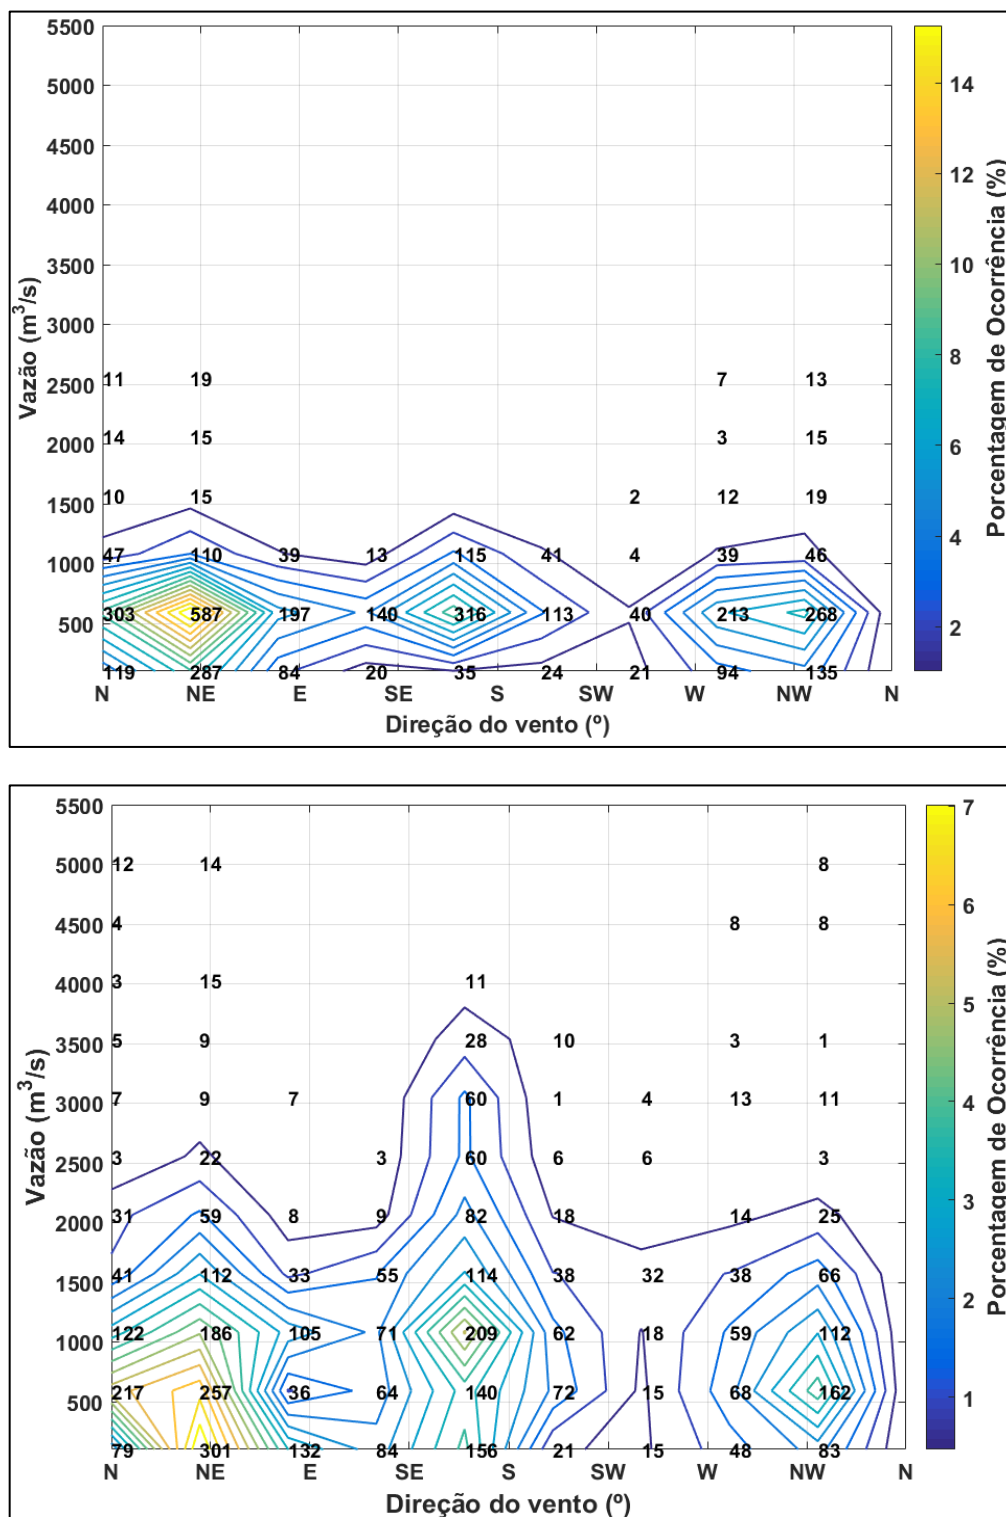 5500
5000
4500
4000
3500
3000
2500
2000
1500
1000
500
Vazão (m³/s)
11 19 7 13
14 15 3 15
10 15 2 12 19
47 110 39 13 115 41 4 39 46
303 587 197 140 316 113 40 213 268
119 287 84 20 35 24 21 94 135
N NE E SE S SW W NW N
Direção do vento (º)
14
12
10
8
6
4
2
Porcentagem de Ocorrência (%)
5500
5000
4500
4000
3500
3000
2500
2000
1500
1000
500
Vazão (m³/s)
12 14 8
4 8 8
3 15 11
5 9 28 10 3 1
7 9 7 60 1 4 13 11
3 22 3 60 6 6 3
31 59 8 9 82 18 14 25
41 112 33 55 114 38 32 38 66
122 186 105 71 209 62 18 59 112
217 257 36 64 140 72 15 68 162
79 301 132 84 156 21 15 48 83
N NE E SE S SW W NW N
Direção do vento (º)
7
6
5
4
3
2
1
Porcentagem de Ocorrência (%)